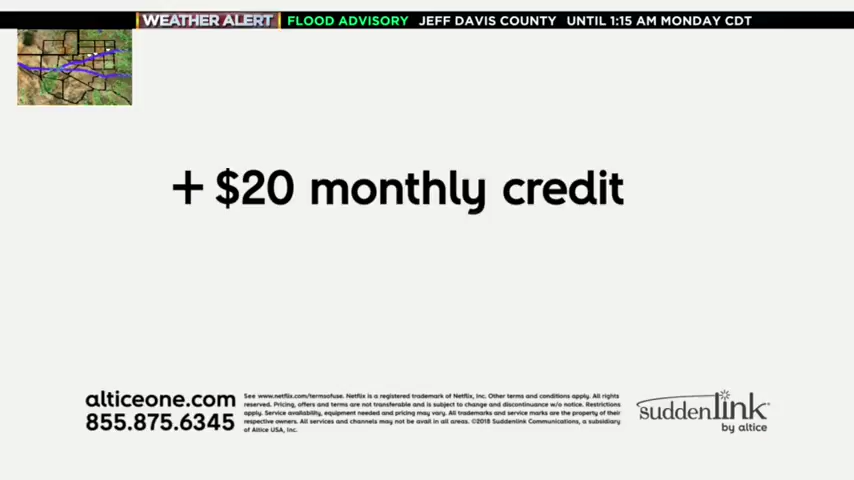 WEATHER ALERT FLOOD ADVISORY JEFF DAVIS COUNTY UNTIL 1:15 AM MONDAY CDT
+ $20 monthly credit
alticeone.com
855.875.6345
See www.netflix.com/termsofuse. Netflix is a registered trademark of Netflix, Inc. Other terms and conditions apply. All rights
reserved. Pricing, offers and terms are not transferable and is subject to change and discontinuance w/o notice. Restrictions
apply. Service availability, equipment needed and pricing may vary. All trademarks and service marks are the property of their
respective owners. All services and channels may not be avail in all areas. ©2018 Suddenlink Communications, a subsidiary
of Altice USA, Inc.
suddenlink
by altice